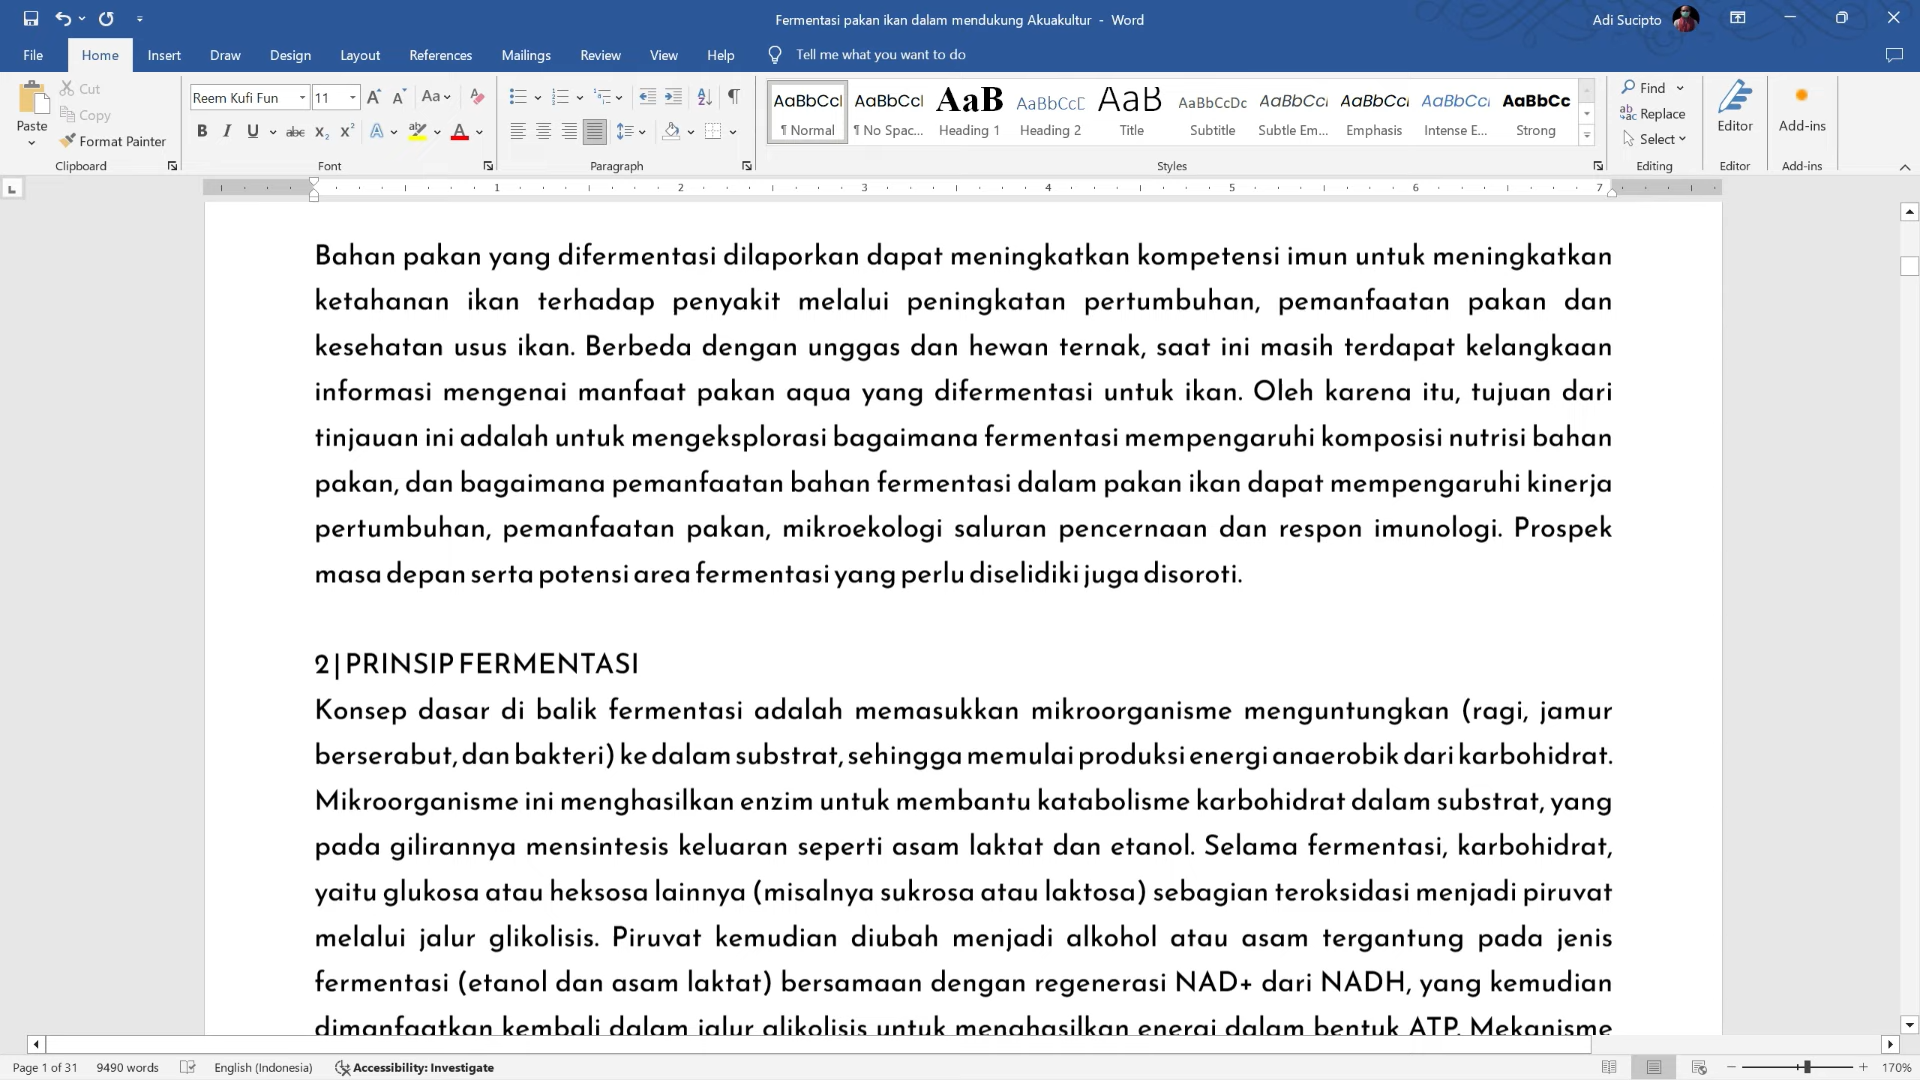 Fermentasi pakan ikan dalam mendukung Akuakultur - Word
Adi Sucipto
File Home Insert Draw Design Layout References Mailings Review View Help Tell me what you want to do
Paste
Cut
Copy
Format Painter
Clipboard
Reem Kufi Fun 11
Font
Paragraph
AaBbCcl AaBbCcl AaB AaBbCcC AaB AaBbCcDc AaBbCcl AaBbCcl AaBbCcl AaBbCc
¶ Normal ¶ No Spac... Heading 1 Heading 2 Title Subtitle Subtle Em... Emphasis Intense E... Strong
Styles
Find
Replace
Select
Editing
Editor
Editor
Add-ins
Add-ins
1 2 3 4 5 6 7
Bahan pakan yang difermentasi dilaporkan dapat meningkatkan kompetensi imun untuk meningkatkan
ketahanan ikan terhadap penyakit melalui peningkatan pertumbuhan, pemanfaatan pakan dan
kesehatan usus ikan. Berbeda dengan unggas dan hewan ternak, saat ini masih terdapat kelangkaan
informasi mengenai manfaat pakan aqua yang difermentasi untuk ikan. Oleh karena itu, tujuan dari
tinjauan ini adalah untuk mengeksplorasi bagaimana fermentasi mempengaruhi komposisi nutrisi bahan
pakan, dan bagaimana pemanfaatan bahan fermentasi dalam pakan ikan dapat mempengaruhi kinerja
pertumbuhan, pemanfaatan pakan, mikroekologi saluran pencernaan dan respon imunologi. Prospek
masa depan serta potensi area fermentasi yang perlu diselidiki juga disoroti.
2 | PRINSIP FERMENTASI
Konsep dasar di balik fermentasi adalah memasukkan mikroorganisme menguntungkan (ragi, jamur
berserabut, dan bakteri) ke dalam substrat, sehingga memulai produksi energi anaerobik dari karbohidrat.
Mikroorganisme ini menghasilkan enzim untuk membantu katabolisme karbohidrat dalam substrat, yang
pada gilirannya mensintesis keluaran seperti asam laktat dan etanol. Selama fermentasi, karbohidrat,
yaitu glukosa atau heksosa lainnya (misalnya sukrosa atau laktosa) sebagian teroksidasi menjadi piruvat
melalui jalur glikolisis. Piruvat kemudian diubah menjadi alkohol atau asam tergantung pada jenis
fermentasi (etanol dan asam laktat) bersamaan dengan regenerasi NAD+ dari NADH, yang kemudian
dimanfaatkan kembali dalam jalur glikolisis untuk menghasilkan energi dalam bentuk ATP. Mekanisme
Page 1 of 31 9490 words English (Indonesia) Accessibility: Investigate 170%